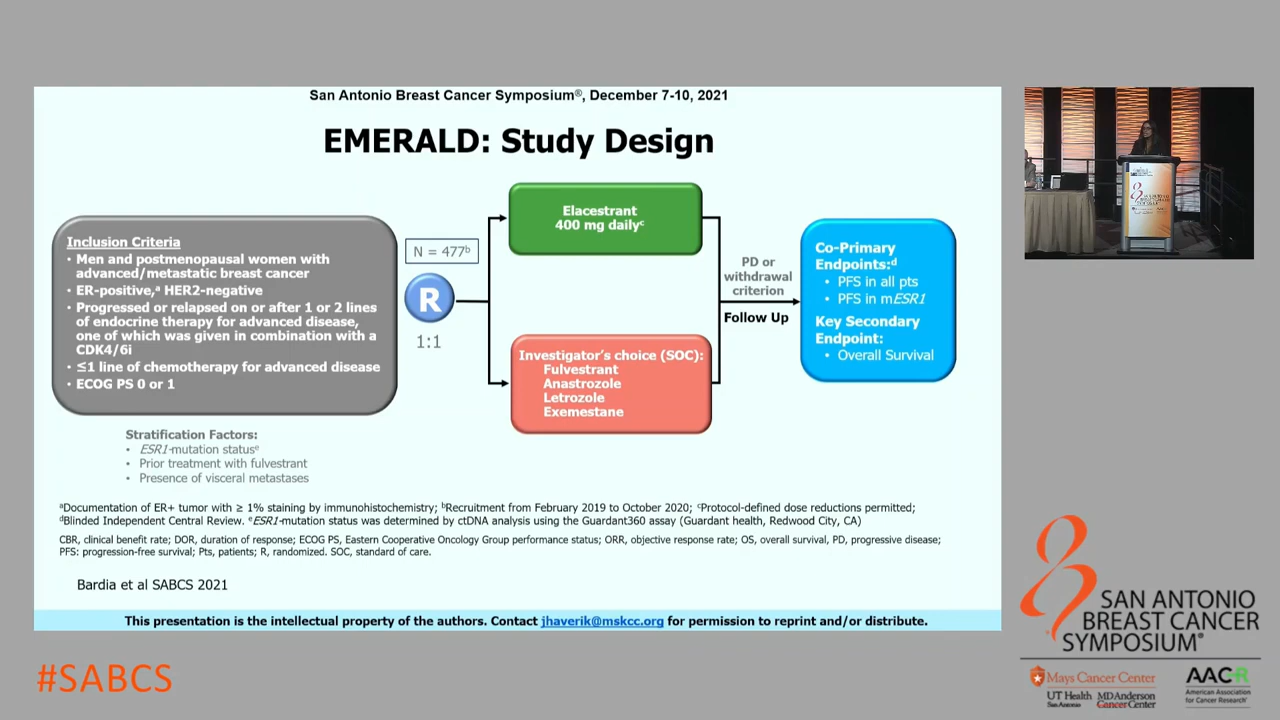 San Antonio Breast Cancer Symposium®, December 7-10, 2021
EMERALD: Study Design
Inclusion Criteria
• Men and postmenopausal women with
advanced/metastatic breast cancer
• ER-positive,ᵃ HER2-negative
• Progressed or relapsed on or after 1 or 2 lines
of endocrine therapy for advanced disease,
one of which was given in combination with a
CDK4/6i
• ≤1 line of chemotherapy for advanced disease
• ECOG PS 0 or 1
N = 477ᵇ
R
1:1
Elacestrant
400 mg dailyᶜ
Investigator's choice (SOC):
Fulvestrant
Anastrozole
Letrozole
Exemestane
PD or
withdrawal
criterion
Follow Up
Co-Primary
Endpoints:ᵈ
• PFS in all pts
• PFS in mESR1
Key Secondary
Endpoint:
• Overall Survival
Stratification Factors:
• ESR1-mutation statusᵉ
• Prior treatment with fulvestrant
• Presence of visceral metastases
ᵃDocumentation of ER+ tumor with ≥ 1% staining by immunohistochemistry; ᵇRecruitment from February 2019 to October 2020; ᶜProtocol-defined dose reductions permitted;
ᵈBlinded Independent Central Review. ᵉESR1-mutation status was determined by ctDNA analysis using the Guardant360 assay (Guardant health, Redwood City, CA)
CBR, clinical benefit rate; DOR, duration of response; ECOG PS, Eastern Cooperative Oncology Group performance status; ORR, objective response rate; OS, overall survival, PD, progressive disease;
PFS: progression-free survival; Pts, patients; R, randomized. SOC, standard of care.
Bardia et al SABCS 2021
This presentation is the intellectual property of the authors. Contact jhaverik@mskcc.org for permission to reprint and/or distribute.
#SABCS
SAN ANTONIO
BREAST CANCER
SYMPOSIUM®
Mays Cancer Center
UT Health
San Antonio
MD Anderson
Cancer Center
AACR
American Association
for Cancer Research®